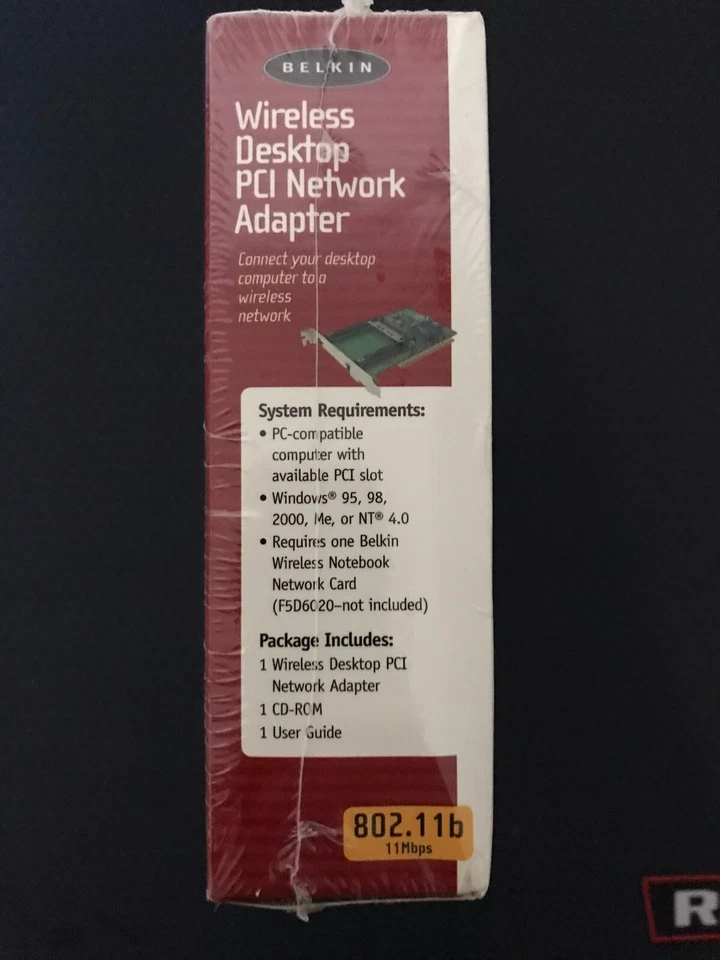 BELKIN
Wireless
Desktop
PCI Network
Adapter
Connect your desktop
computer to a
wireless
network
System Requirements:
• PC-compatible
computer with
available PCI slot
• Windows® 95, 98,
2000, Me, or NT® 4.0
• Requires one Belkin
Wireless Notebook
Network Card
(F5D6020–not included)
Package Includes:
1 Wireless Desktop PCI
Network Adapter
1 CD-ROM
1 User Guide
802.11b
11Mbps
R